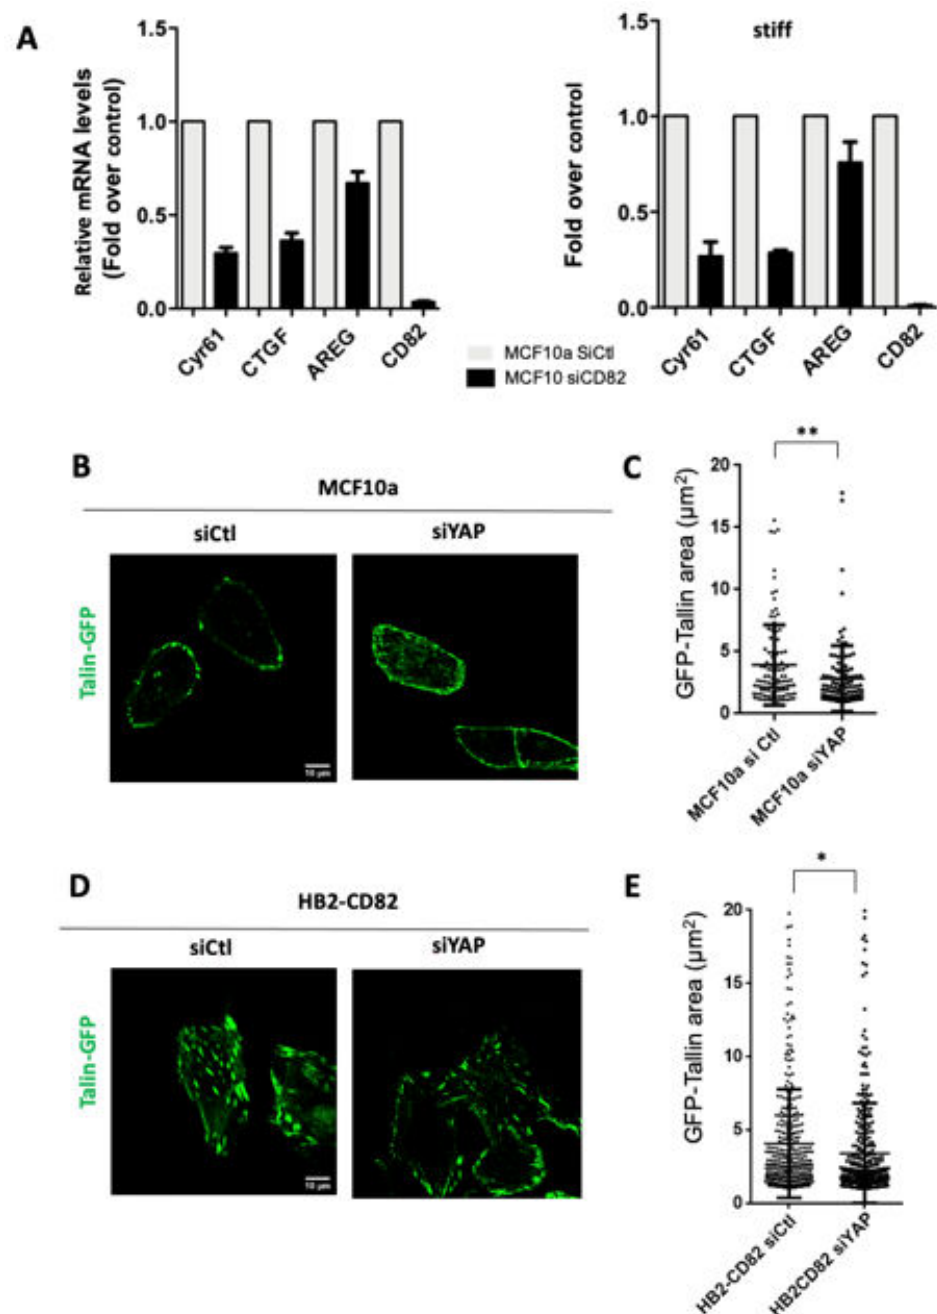 A
Relative mRNA levels
(Fold over control)
1.5
1.0
0.5
0.0
Cyr61
CTGF
AREG
CD82
stiff
Fold over control
1.5
1.0
0.5
0.0
Cyr61
CTGF
AREG
CD82
MCF10a SiCtl
MCF10 siCD82
B
MCF10a
siCtl
siYAP
Talin-GFP
10 µm
C
**
GFP-Tallin area (µm²)
20
15
10
5
0
MCF10a si Ctl
MCF10a siYAP
D
HB2-CD82
siCtl
siYAP
Talin-GFP
10 µm
E
*
GFP-Tallin area (µm²)
20
15
10
5
0
HB2-CD82 siCtl
HB2CD82 siYAP